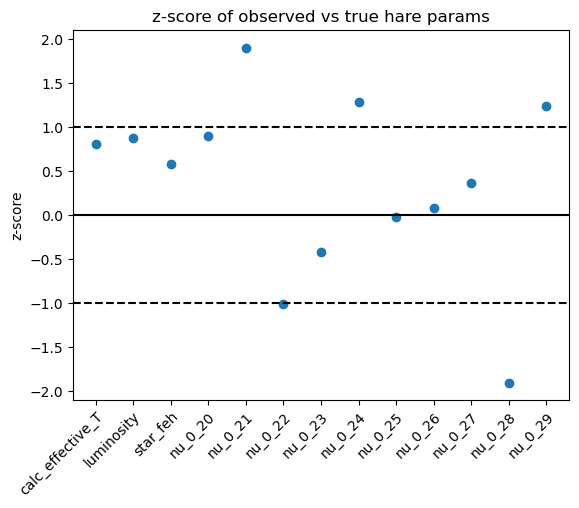 z-score of observed vs true hare params
z-score
2.0
1.5
1.0
0.5
0.0
−0.5
−1.0
−1.5
−2.0
calc_effective_T
luminosity
star_feh
nu_0_20
nu_0_21
nu_0_22
nu_0_23
nu_0_24
nu_0_25
nu_0_26
nu_0_27
nu_0_28
nu_0_29